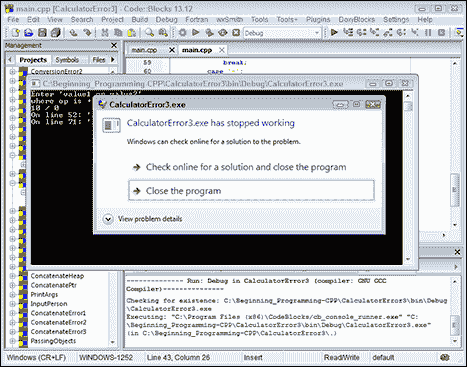 main.cpp [CalculatorError3] - Code::Blocks 13.12
File Edit View Search Project Build Debug Fortran wxSmith Tools Tools+ Plugins DoxyBlocks Settings Help
Debug
Management
Projects Symbols Files
main.cpp main.cpp
ConversionError2
59 break;
60 case '-':
C:\Beginning_Programming-CPP\CalculatorError3\bin\Debug\CalculatorError3.exe
Enter 'value1 op value2'
where op is
10 / 0
On line 52:
On line 71:
CalculatorError3.exe
CalculatorError3.exe has stopped working
Windows can check online for a solution to the problem.
Check online for a solution and close the program
Close the program
View problem details
ConcatenateHeap
ConcatenatePtr
PrintArgs
InputPerson
ConcatenateError1
ConcatenateError2
ConcatenateError3
PassingObjects
-------------- Run: Debug in CalculatorError3 (compiler: GNU GCC
Compiler)---------------
Checking for existence: C:\Beginning_Programming-CPP\CalculatorError3\bin\Debug
\CalculatorError3.exe
Executing: "C:\Program Files (x86)\CodeBlocks/cb_console_runner.exe" "C:
\Beginning_Programming-CPP\CalculatorError3\bin\Debug\CalculatorError3.exe"
(in C:\Beginning_Programming-CPP\CalculatorError3\.)
Windows (CR+LF) WINDOWS-1252 Line 43, Column 26 Insert Read/Write default